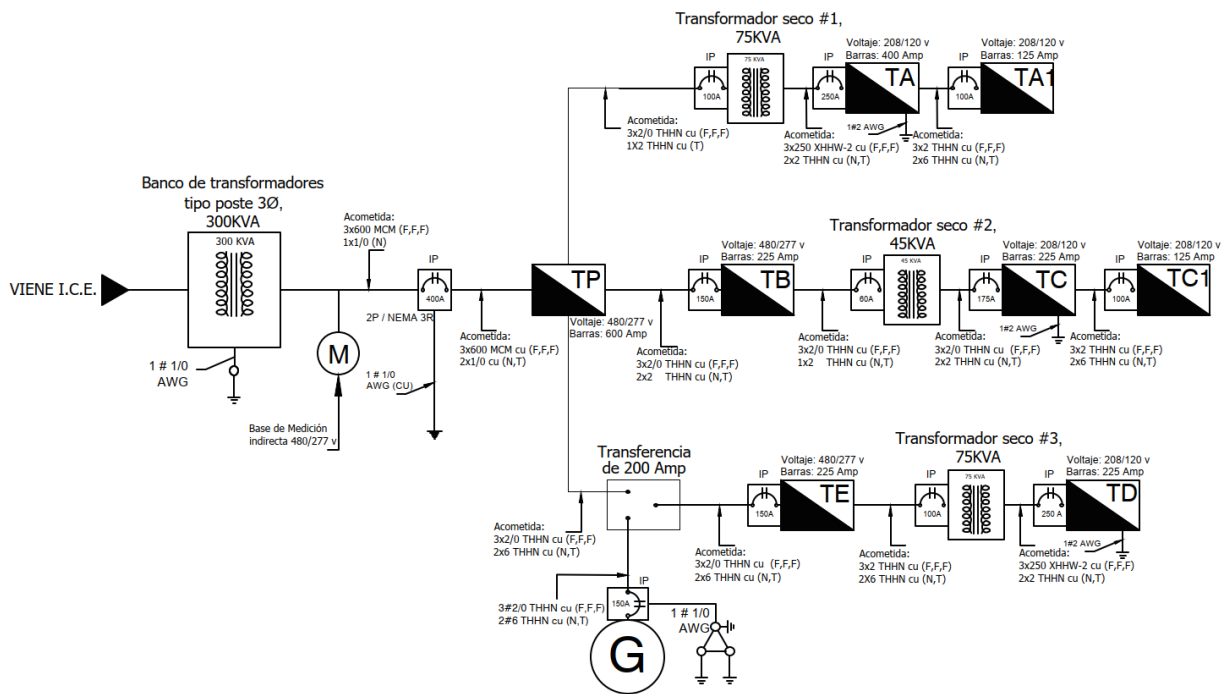 Transformador seco #1,
75KVA
IP
100A
75 KVA
IP
250A
Voltaje: 208/120 v
Barras: 400 Amp
TA
1#2 AWG
IP
100A
Voltaje: 208/120 v
Barras: 125 Amp
TA1
Acometida:
3x2/0 THHN cu (F,F,F)
1X2 THHN cu (T)
Acometida:
3x250 XHHW-2 cu (F,F,F)
2x2 THHN cu (N,T)
Acometida:
3x2 THHN cu (F,F,F)
2x6 THHN cu (N,T)
VIENE I.C.E.
Banco de transformadores
tipo poste 3Ø,
300KVA
300 KVA
1 # 1/0
AWG
Acometida:
3x600 MCM (F,F,F)
1x1/0 (N)
M
Base de Medición
indirecta 480/277 v
IP
400A
2P / NEMA 3R
1 # 1/0
AWG (CU)
Acometida:
3x600 MCM cu (F,F,F)
2x1/0 cu (N,T)
TP
Voltaje: 480/277 v
Barras: 600 Amp
Acometida:
3x2/0 THHN cu (F,F,F)
2x2 THHN cu (N,T)
IP
150A
Voltaje: 480/277 v
Barras: 225 Amp
TB
Acometida:
3x2/0 THHN cu (F,F,F)
1x2 THHN cu (N,T)
Transformador seco #2,
45KVA
IP
60A
45 KVA
Acometida:
3x2/0 THHN cu (F,F,F)
2x2 THHN cu (N,T)
IP
175A
Voltaje: 208/120 v
Barras: 225 Amp
TC
1#2 AWG
Acometida:
3x2 THHN cu (F,F,F)
2x6 THHN cu (N,T)
IP
100A
Voltaje: 208/120 v
Barras: 125 Amp
TC1
Transferencia
de 200 Amp
Acometida:
3x2/0 THHN cu (F,F,F)
2x6 THHN cu (N,T)
3#2/0 THHN cu (F,F,F)
2#6 THHN cu (N,T)
IP
150A
G
1 # 1/0
AWG
Acometida:
3x2/0 THHN cu (F,F,F)
2x6 THHN cu (N,T)
IP
150A
Voltaje: 480/277 v
Barras: 225 Amp
TE
Acometida:
3x2 THHN cu (F,F,F)
2X6 THHN cu (N,T)
Transformador seco #3,
75KVA
IP
100A
75 KVA
Acometida:
3x250 XHHW-2 cu (F,F,F)
2x2 THHN cu (N,T)
IP
250 A
Voltaje: 208/120 v
Barras: 225 Amp
TD
1#2 AWG